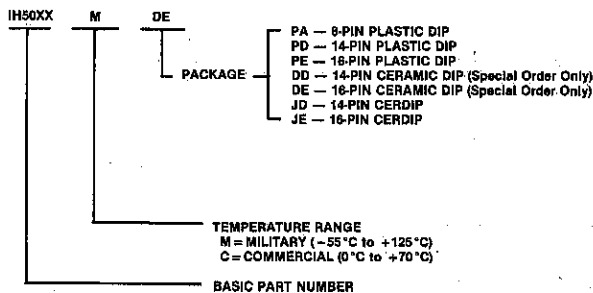 IH50XX M DE
PACKAGE
PA — 8-PIN PLASTIC DIP
PD — 14-PIN PLASTIC DIP
PE — 16-PIN PLASTIC DIP
DD — 14-PIN CERAMIC DIP (Special Order Only)
DE — 16-PIN CERAMIC DIP (Special Order Only)
JD — 14-PIN CERDIP
JE — 16-PIN CERDIP
TEMPERATURE RANGE
M = MILITARY (−55°C to +125°C)
C = COMMERCIAL (0°C to +70°C)
BASIC PART NUMBER